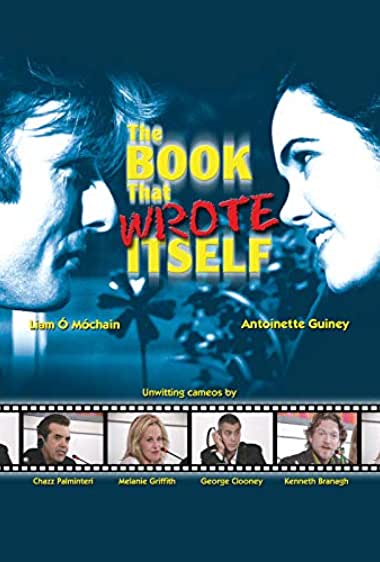 The
BOOK
That
WROTE
ITSELF
Liam Ó Móchain
Antoinette Guiney
Unwitting cameos by
Chazz Palminteri
Melanie Griffith
George Clooney
Kenneth Branagh